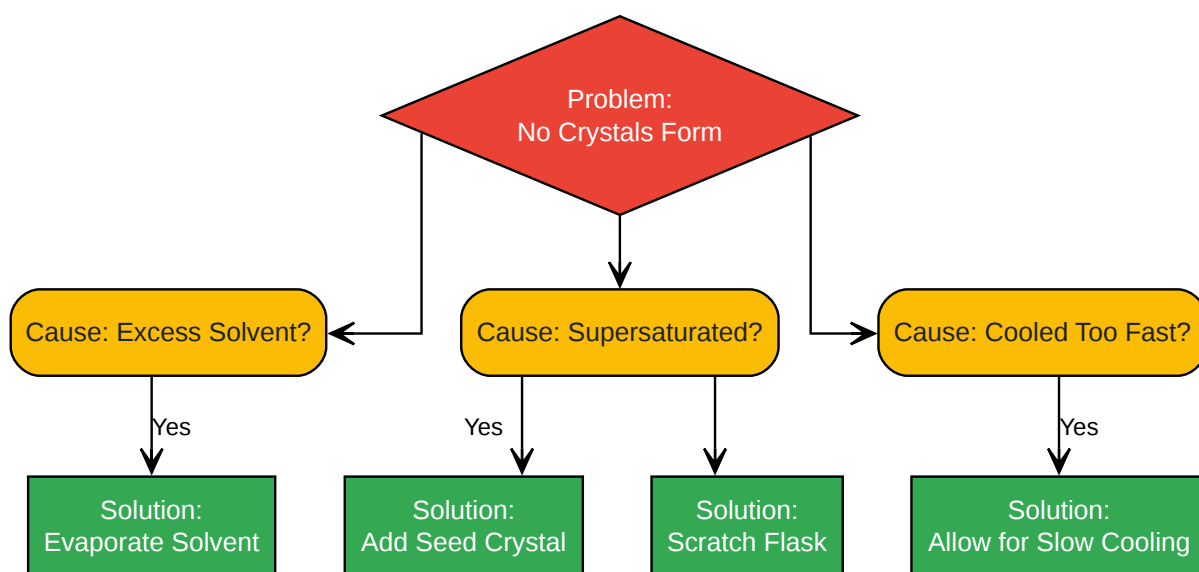 Problem:
No Crystals Form
Cause: Excess Solvent?
Cause: Supersaturated?
Cause: Cooled Too Fast?
Yes
Yes
Yes
Solution:
Evaporate Solvent
Solution:
Add Seed Crystal
Solution:
Scratch Flask
Solution:
Allow for Slow Cooling